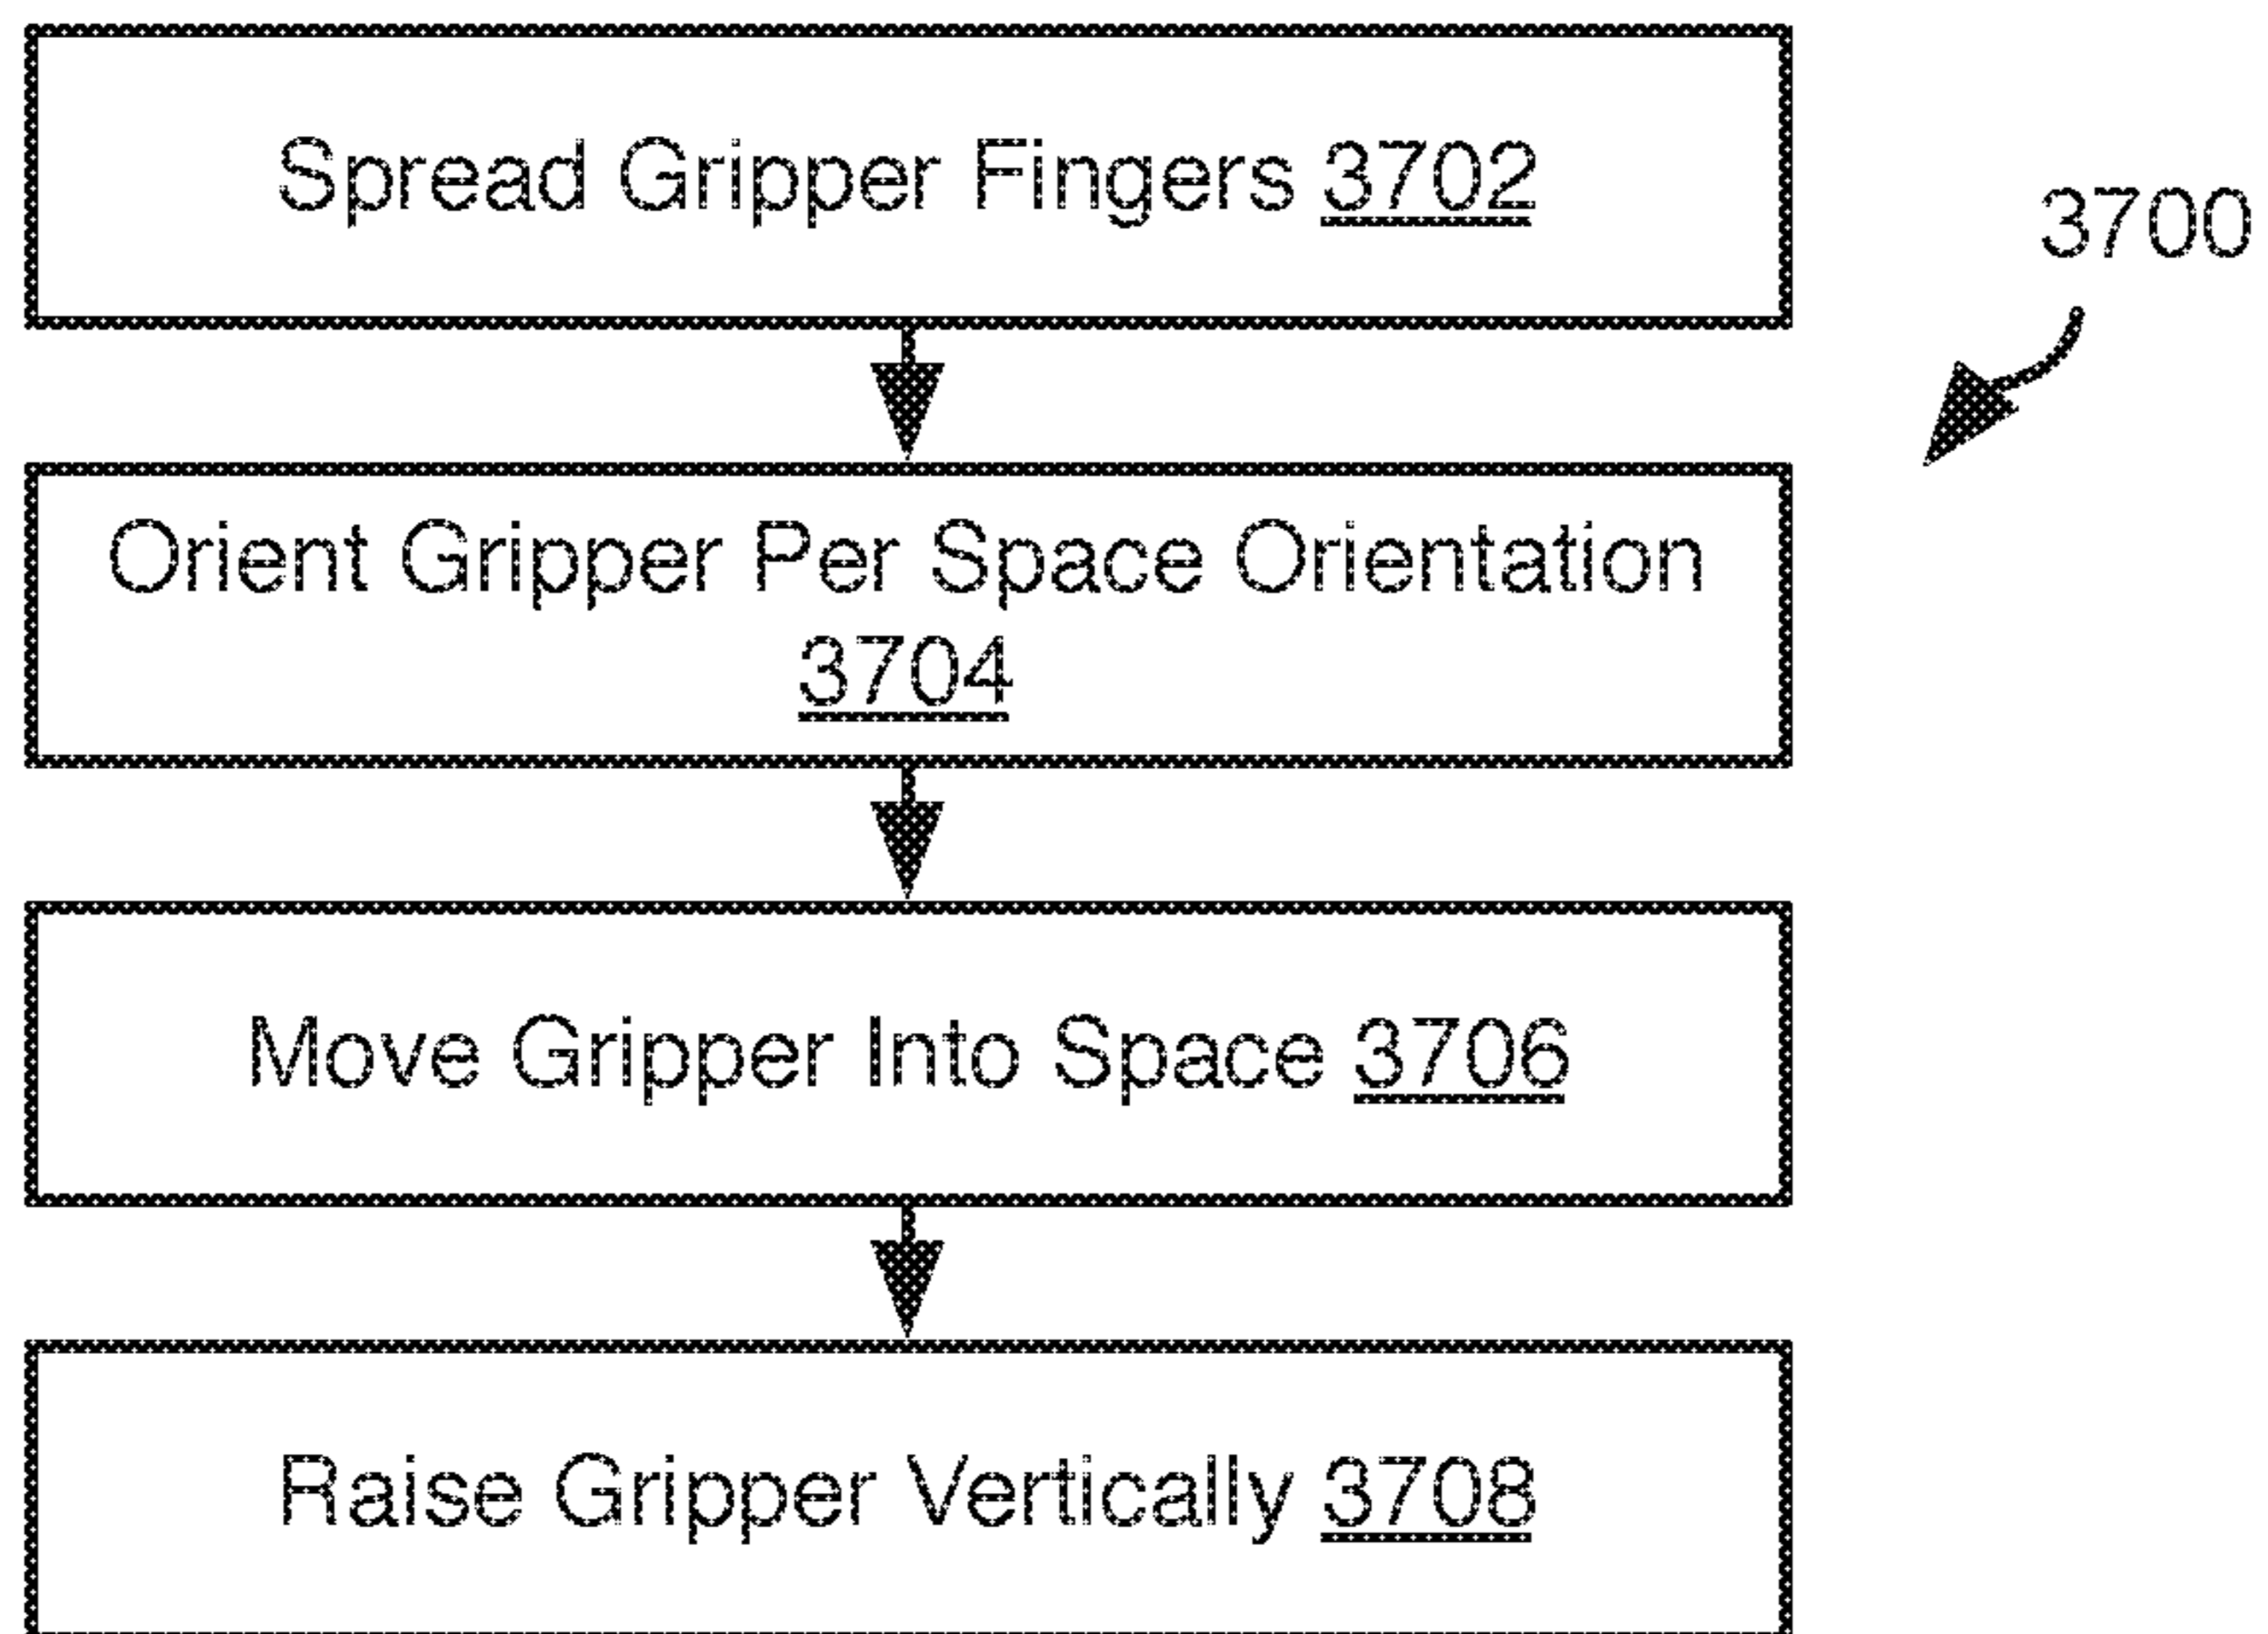 Spread Gripper Fingers 3702
3700
Orient Gripper Per Space Orientation
3704
Move Gripper Into Space 3706
Raise Gripper Vertically 3708